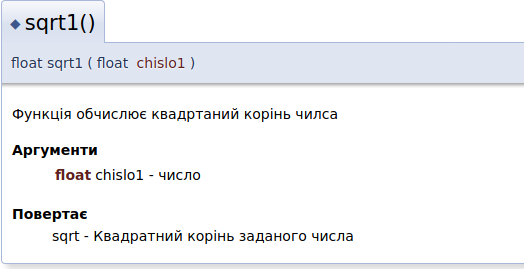 sqrt1()
float sqrt1 ( float chislo1 )
Функція обчислює квадртаний корінь чилса
Аргументи
float chislo1 - число
Повертає
sqrt - Квадратний корінь заданого числа